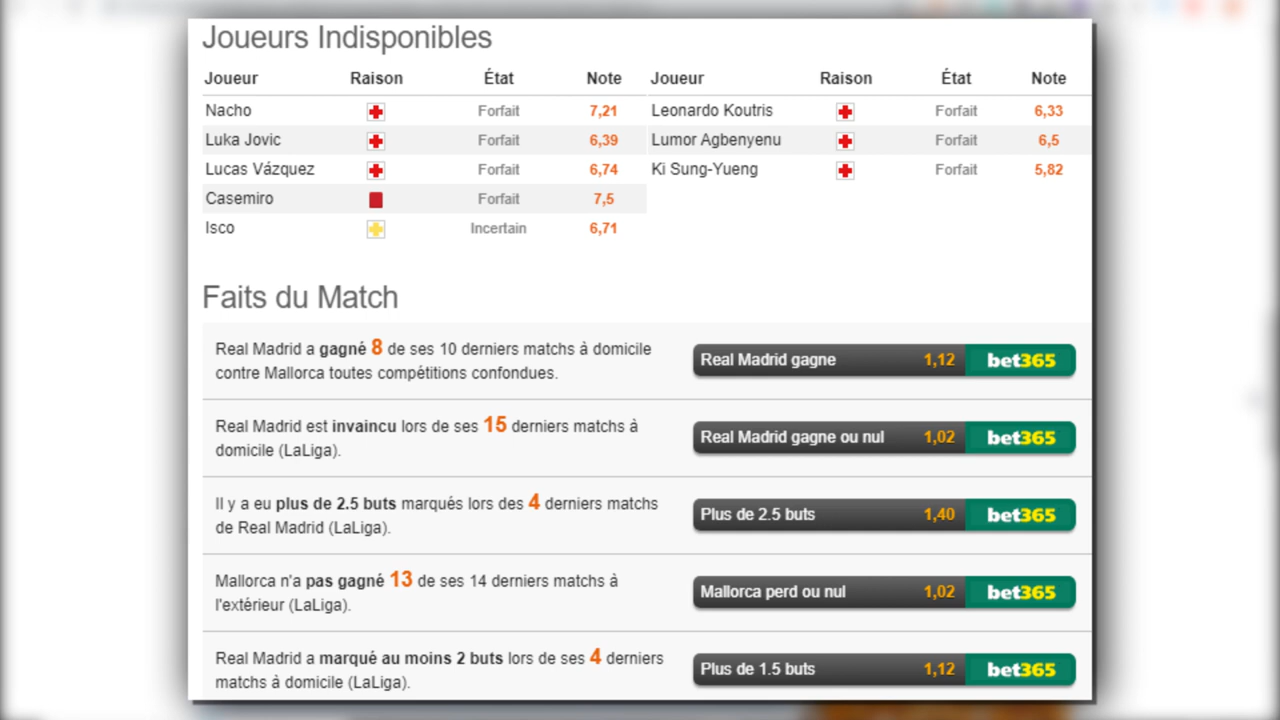 Joueurs Indisponibles
Joueur Raison État Note Joueur Raison État Note
Nacho Forfait 7,21 Leonardo Koutris Forfait 6,33
Luka Jovic Forfait 6,39 Lumor Agbenyenu Forfait 6,5
Lucas Vázquez Forfait 6,74 Ki Sung-Yueng Forfait 5,82
Casemiro Forfait 7,5
Isco Incertain 6,71
Faits du Match
Real Madrid a gagné 8 de ses 10 derniers matchs à domicile
contre Mallorca toutes compétitions confondues.
Real Madrid gagne 1,12 bet365
Real Madrid est invaincu lors de ses 15 derniers matchs à
domicile (LaLiga).
Real Madrid gagne ou nul 1,02 bet365
Il y a eu plus de 2.5 buts marqués lors des 4 derniers matchs
de Real Madrid (LaLiga).
Plus de 2.5 buts 1,40 bet365
Mallorca n'a pas gagné 13 de ses 14 derniers matchs à
l'extérieur (LaLiga).
Mallorca perd ou nul 1,02 bet365
Real Madrid a marqué au moins 2 buts lors de ses 4 derniers
matchs à domicile (LaLiga).
Plus de 1.5 buts 1,12 bet365